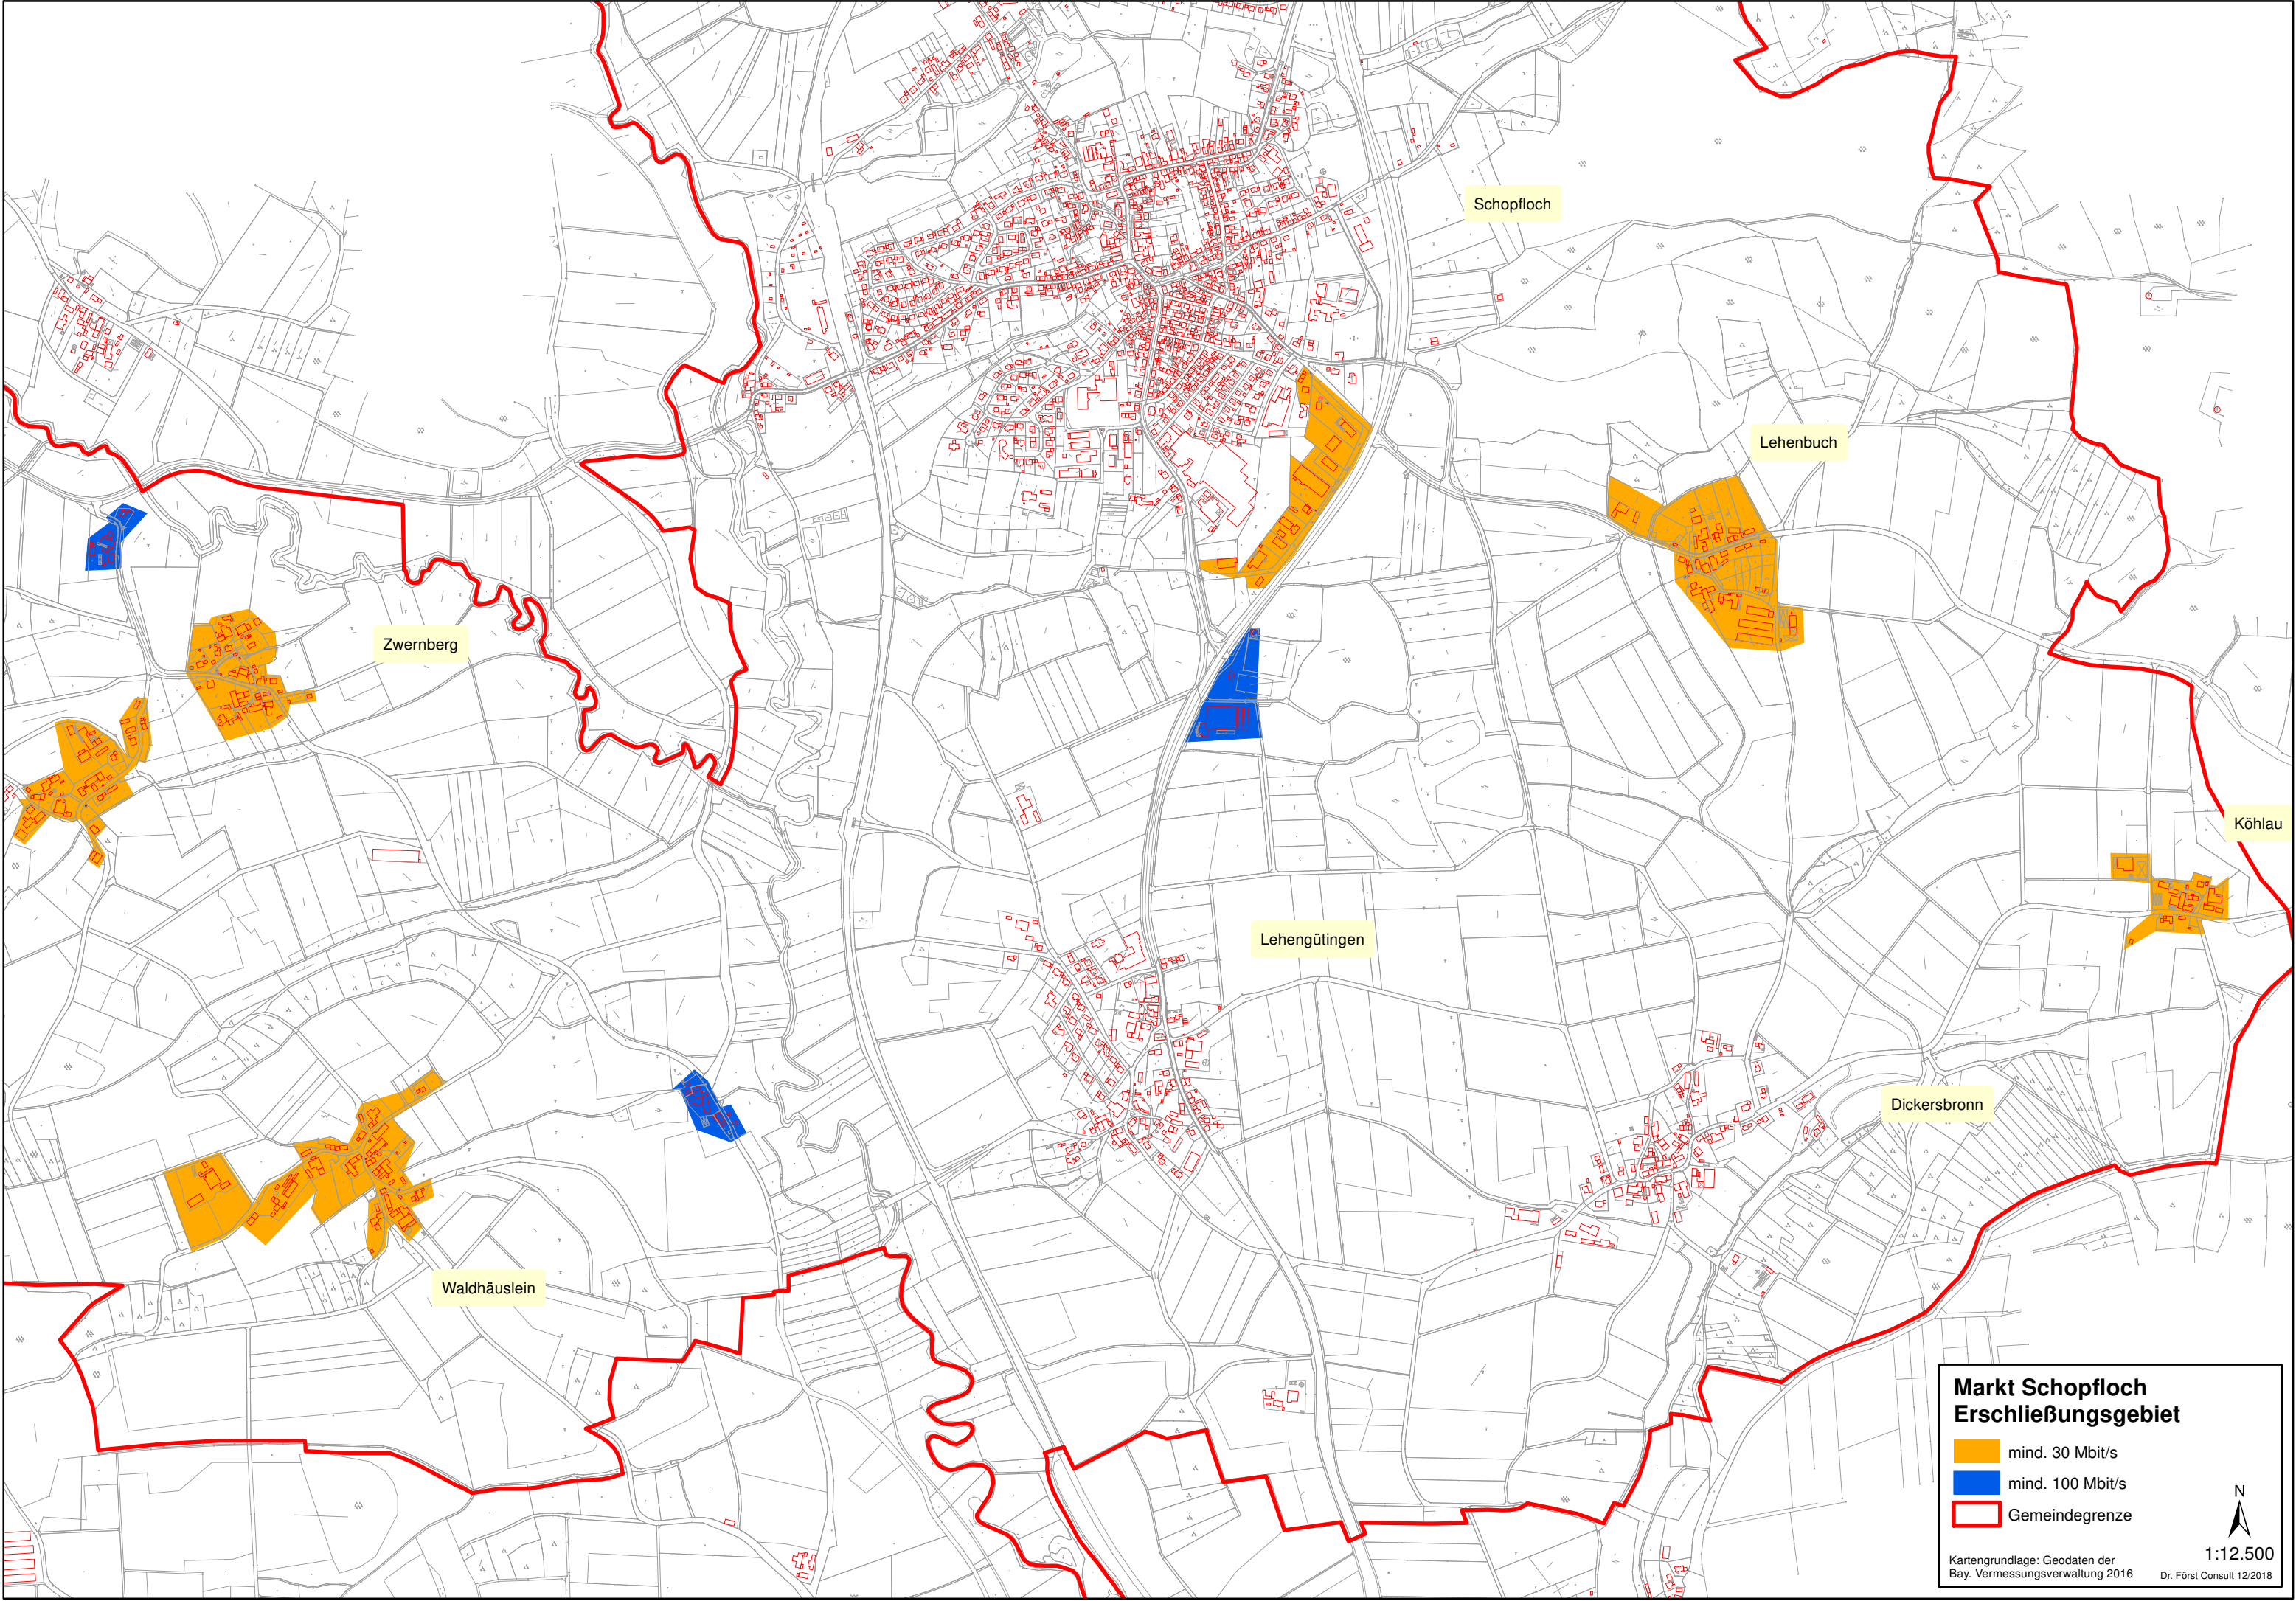 Schopfloch
Lehenbuch
Zwernberg
Köhlau
Lehengütingen
Dickersbronn
Waldhäuslein
Markt Schopfloch
Erschließungsgebiet
mind. 30 Mbit/s
mind. 100 Mbit/s
Gemeindegrenze
N
1:12.500
Kartengrundlage: Geodaten der
Bay. Vermessungsverwaltung 2016
Dr. Först Consult 12/2018